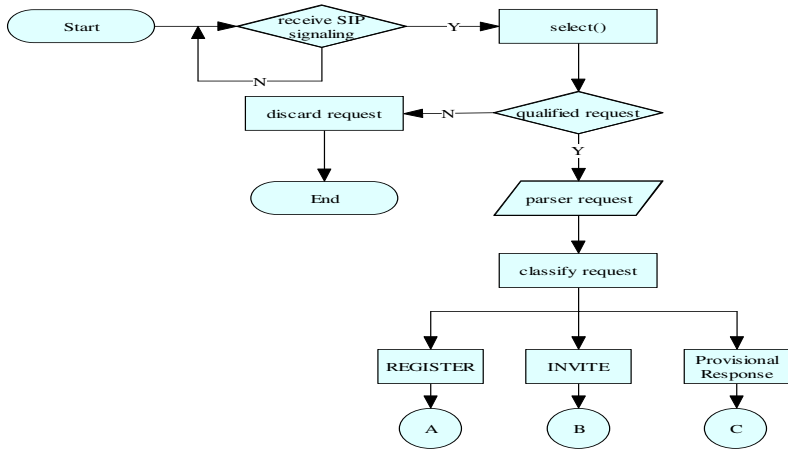 Start
receive SIP
signaling
Y
select()
N
discard request
N
qualified request
Y
End
parser request
classify request
REGISTER
INVITE
Provisional
Response
A
B
C